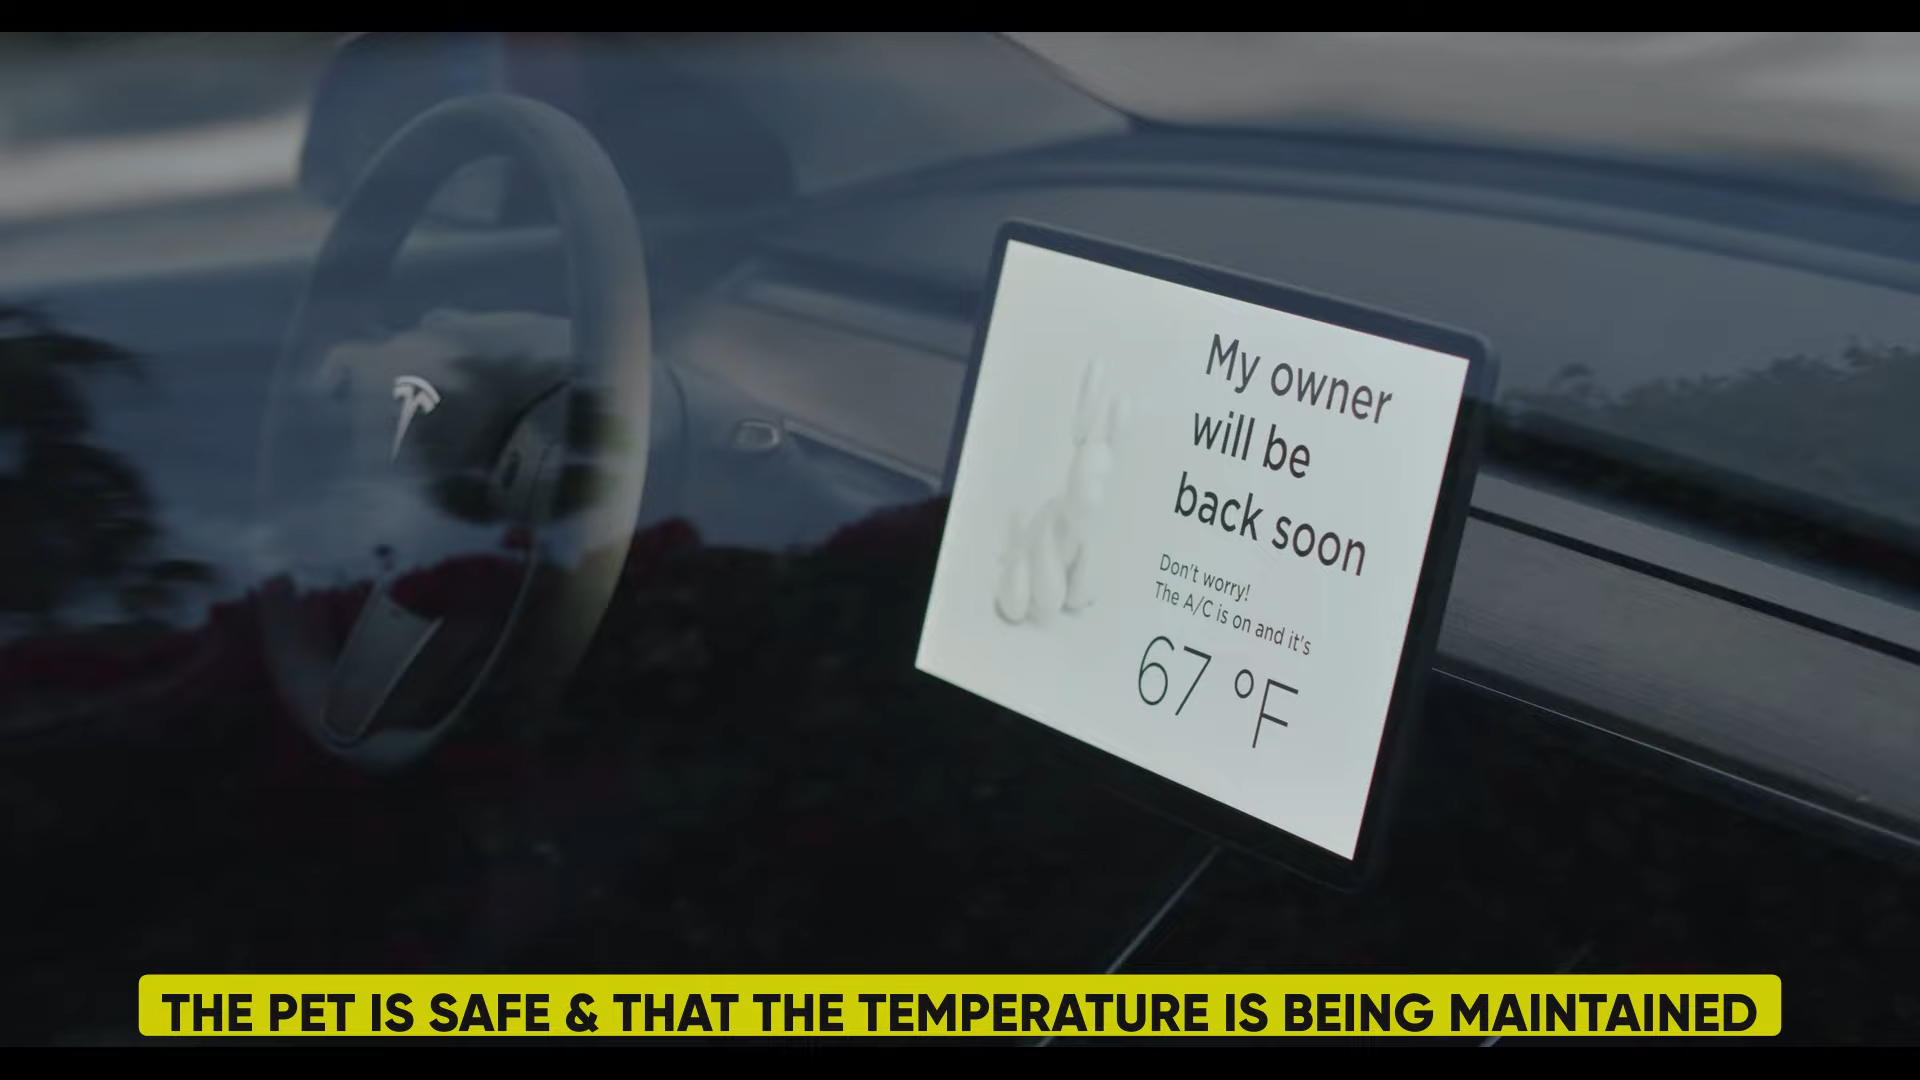 My owner
will be
back soon
Don't worry!
The A/C is on and it's
67 °F
THE PET IS SAFE & THAT THE TEMPERATURE IS BEING MAINTAINED